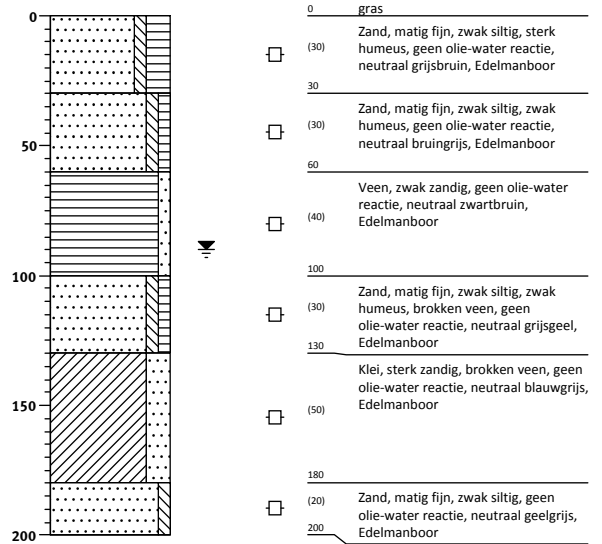 0
50
100
150
200
0
gras
(30)
Zand, matig fijn, zwak siltig, sterk
humeus, geen olie-water reactie,
neutraal grijsbruin, Edelmanboor
30
(30)
Zand, matig fijn, zwak siltig, zwak
humeus, geen olie-water reactie,
neutraal bruingrijs, Edelmanboor
60
(40)
Veen, zwak zandig, geen olie-water
reactie, neutraal zwartbruin,
Edelmanboor
100
(30)
Zand, matig fijn, zwak siltig, zwak
humeus, brokken veen, geen
olie-water reactie, neutraal grijsgeel,
Edelmanboor
130
(50)
Klei, sterk zandig, brokken veen, geen
olie-water reactie, neutraal blauwgrijs,
Edelmanboor
180
(20)
Zand, matig fijn, zwak siltig, geen
olie-water reactie, neutraal geelgrijs,
Edelmanboor
200